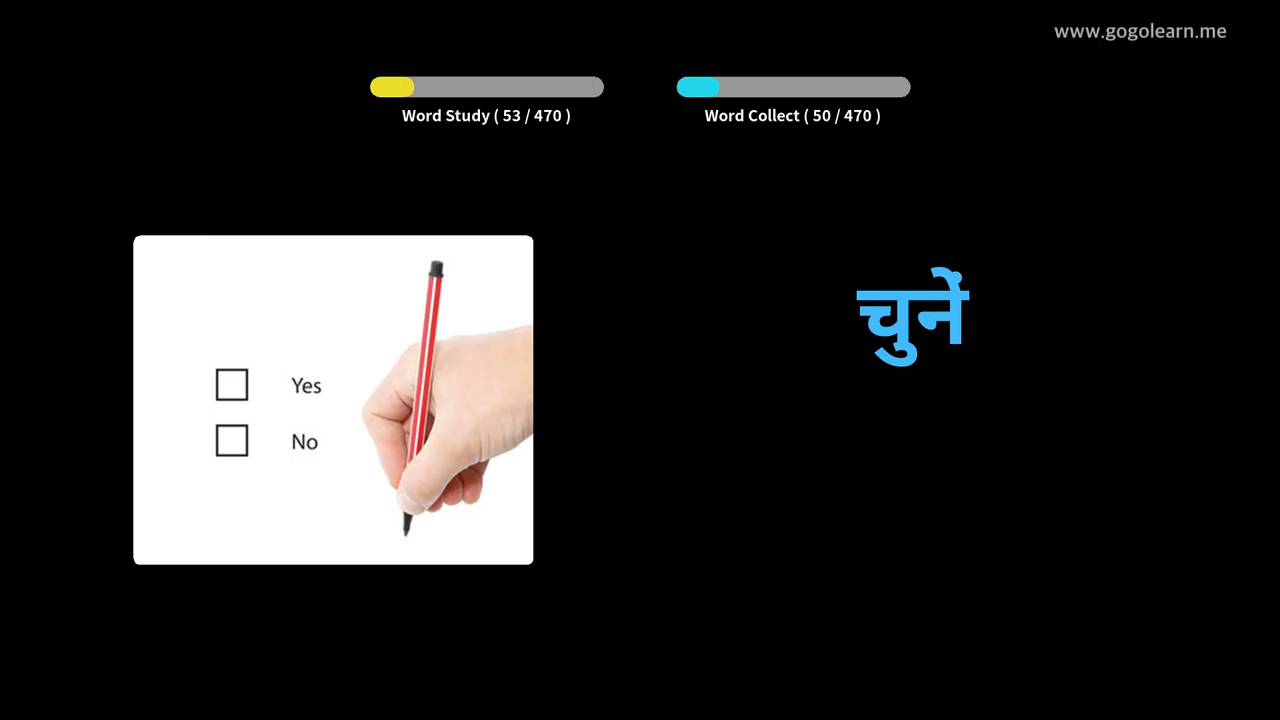 www.gogolearn.me
Word Study ( 53 / 470 )
Word Collect ( 50 / 470 )
Yes
No
चुनें